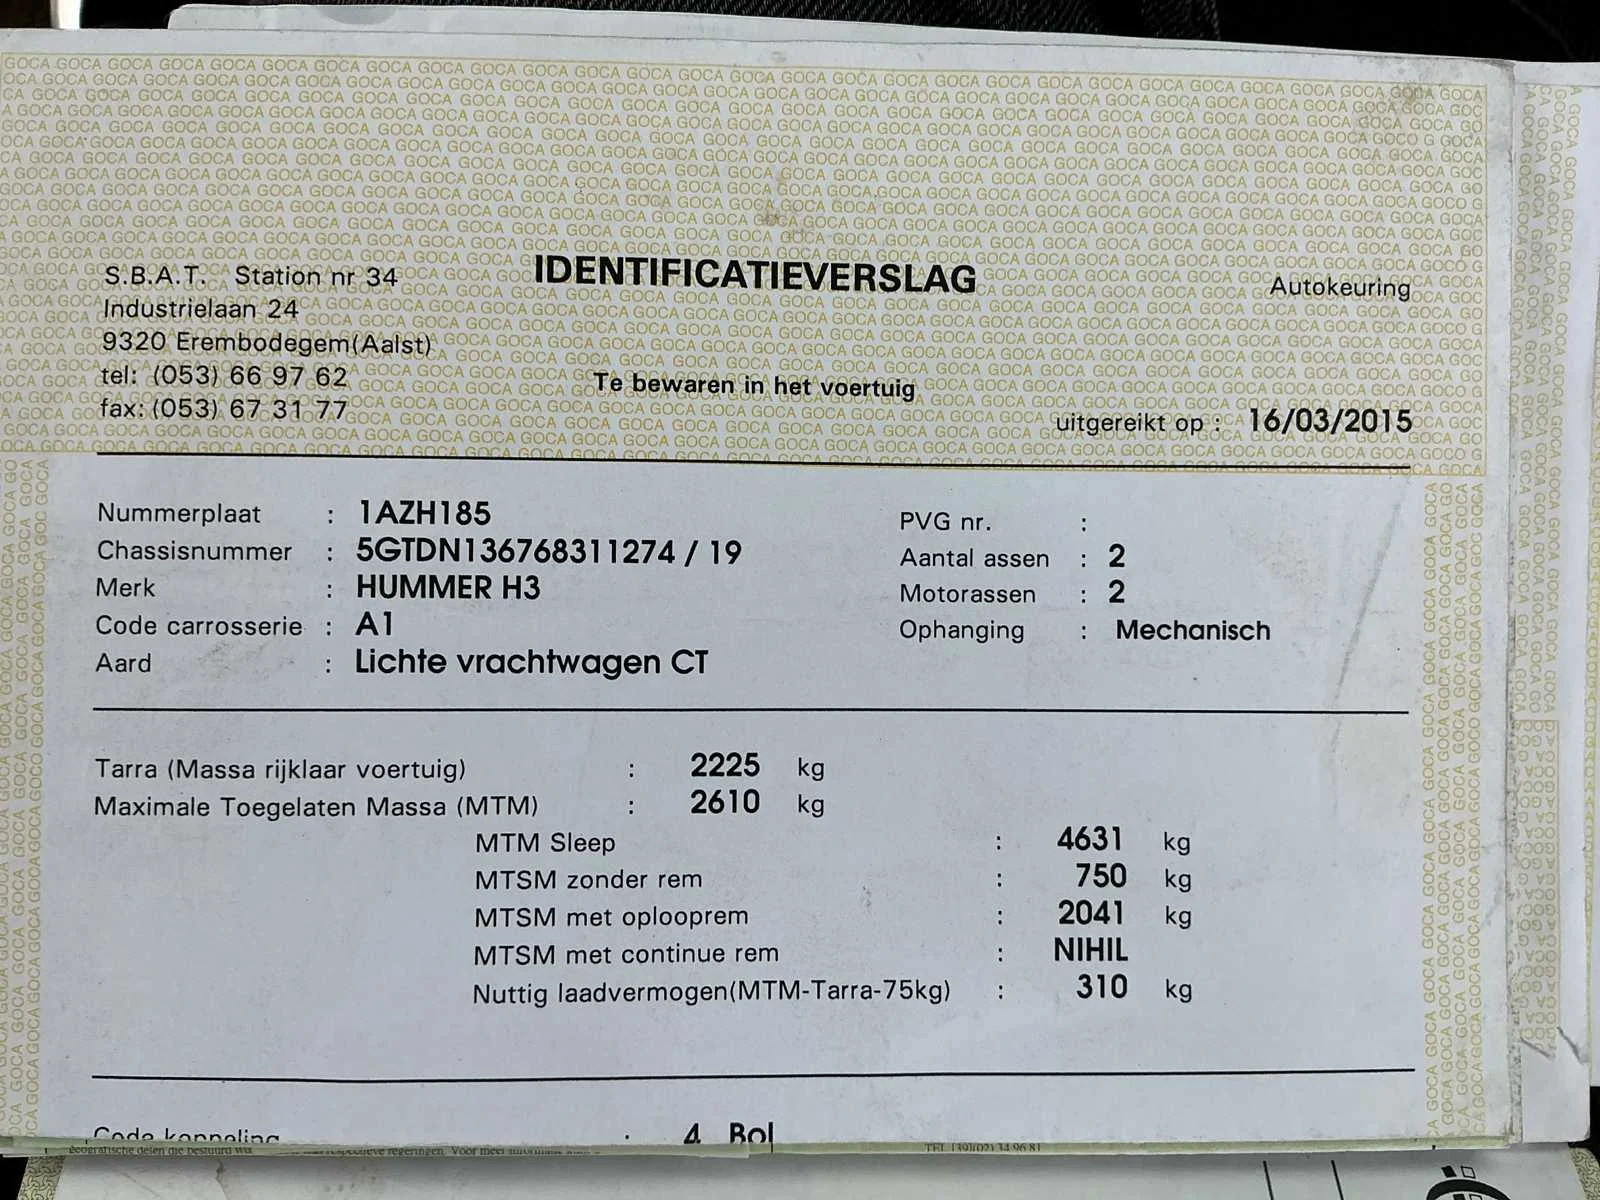 S.B.A.T. Station nr 34
Industrielaan 24
9320 Erembodegem(Aalst)
tel: (053) 66 97 62
fax: (053) 67 31 77
IDENTIFICATIEVERSLAG
Te bewaren in het voertuig
Autokeuring
uitgereikt op : 16/03/2015
Nummerplaat : 1AZH185
Chassisnummer : 5GTDN136768311274 / 19
Merk : HUMMER H3
Code carrosserie : A1
Aard : Lichte vrachtwagen CT
PVG nr. :
Aantal assen : 2
Motorassen : 2
Ophanging : Mechanisch
Tarra (Massa rijklaar voertuig) : 2225 kg
Maximale Toegelaten Massa (MTM) : 2610 kg
MTM Sleep : 4631 kg
MTSM zonder rem : 750 kg
MTSM met oplooprem : 2041 kg
MTSM met continue rem : NIHIL
Nuttig laadvermogen(MTM-Tarra-75kg) : 310 kg
Code koppeling : 4 Bol